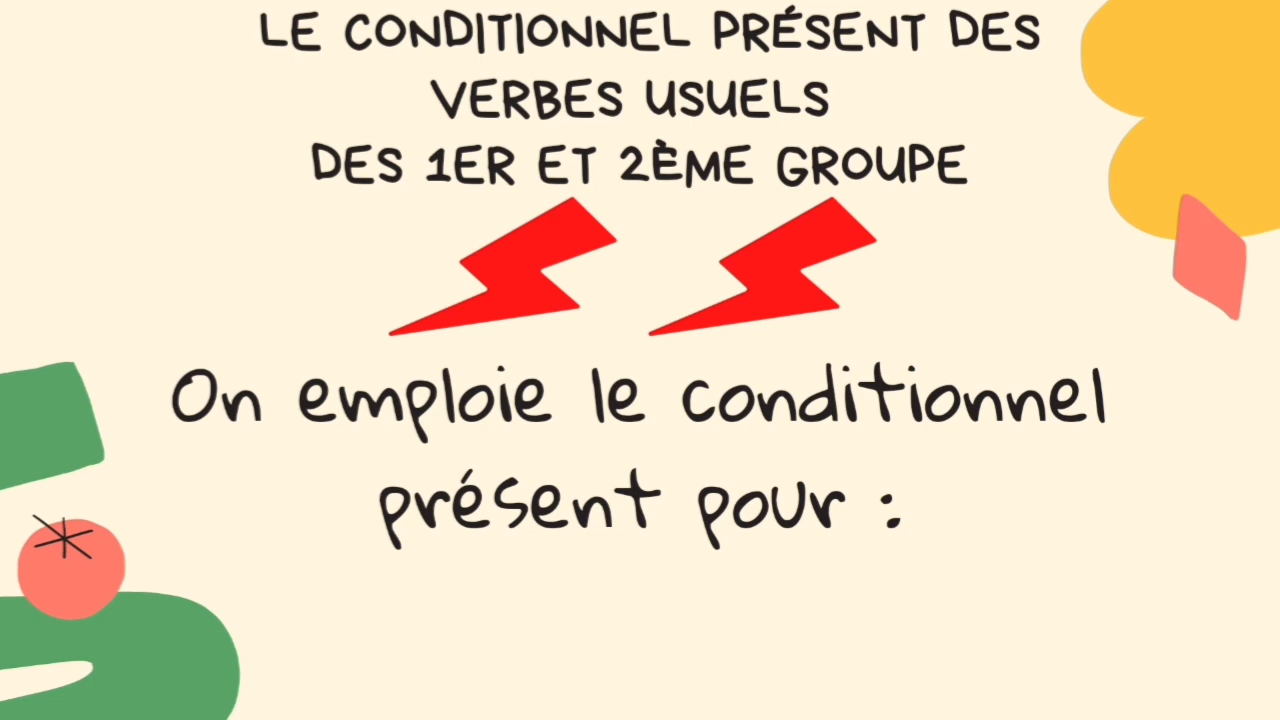 LE CONDITIONNEL PRÉSENT DES
VERBES USUELS
DES 1ER ET 2ÈME GROUPE
On emploie le conditionnel
présent pour :